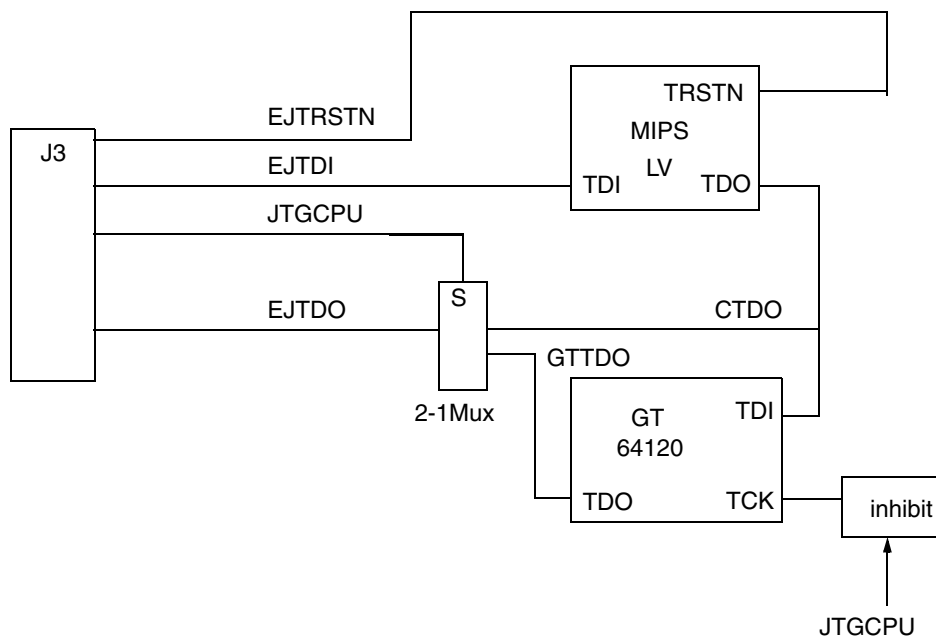 TRSTN
EJTRSTN
MIPS
J3
EJTDI
LV
TDI
TDO
JTGCPU
S
EJTDO
CTDO
GTTDO
2-1Mux
GT
TDI
64120
TDO
TCK
inhibit
JTGCPU